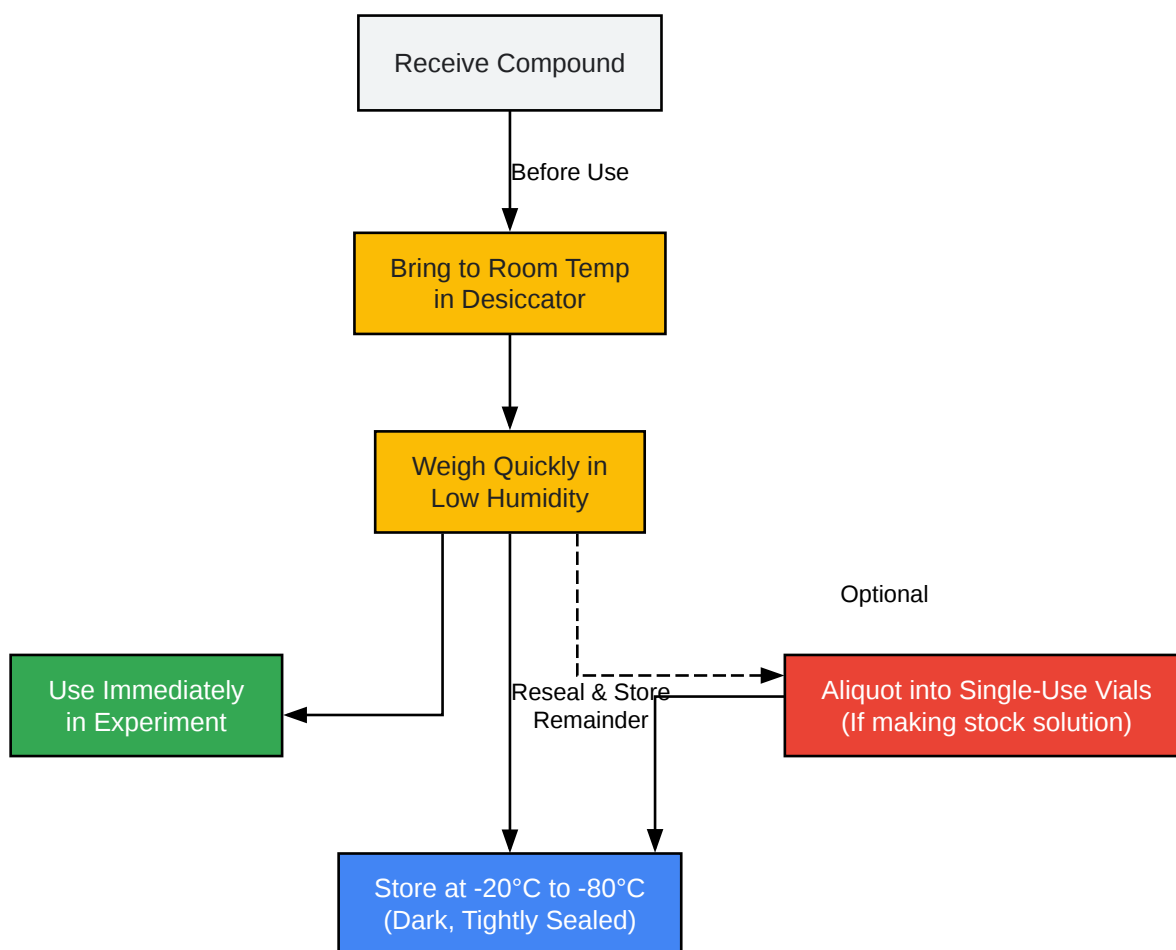 Receive Compound
Before Use
Bring to Room Temp
in Desiccator
Weigh Quickly in
Low Humidity
Optional
Use Immediately
in Experiment
Reseal & Store
Remainder
Aliquot into Single-Use Vials
(If making stock solution)
Store at -20°C to -80°C
(Dark, Tightly Sealed)